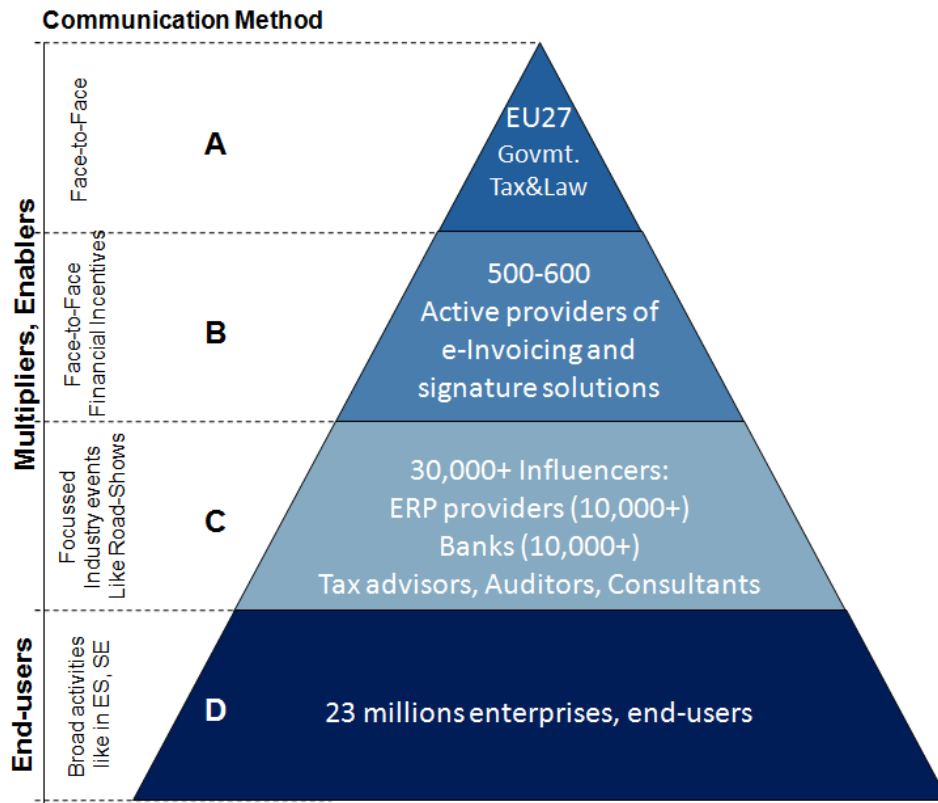 Communication Method
Multipliers, Enablers
Face-to-Face
A
EU27
Govmt.
Tax&Law
Face-to-Face
Financial Incentives
B
500-600
Active providers of
e-Invoicing and
signature solutions
Focussed
Industry events
Like Road-Shows
C
30,000+ Influencers:
ERP providers (10,000+)
Banks (10,000+)
Tax advisors, Auditors, Consultants
End-users
Broad activities
like in ES, SE
D
23 millions enterprises, end-users